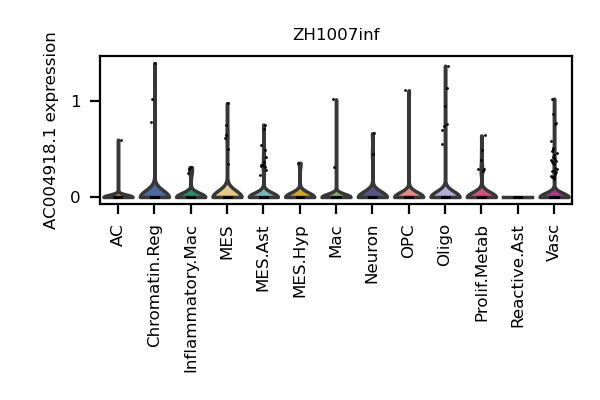 ZH1007inf
AC004918.1 expression
1
0
AC
Chromatin.Reg
Inflammatory.Mac
MES
MES.Ast
MES.Hyp
Mac
Neuron
OPC
Oligo
Prolif.Metab
Reactive.Ast
Vasc